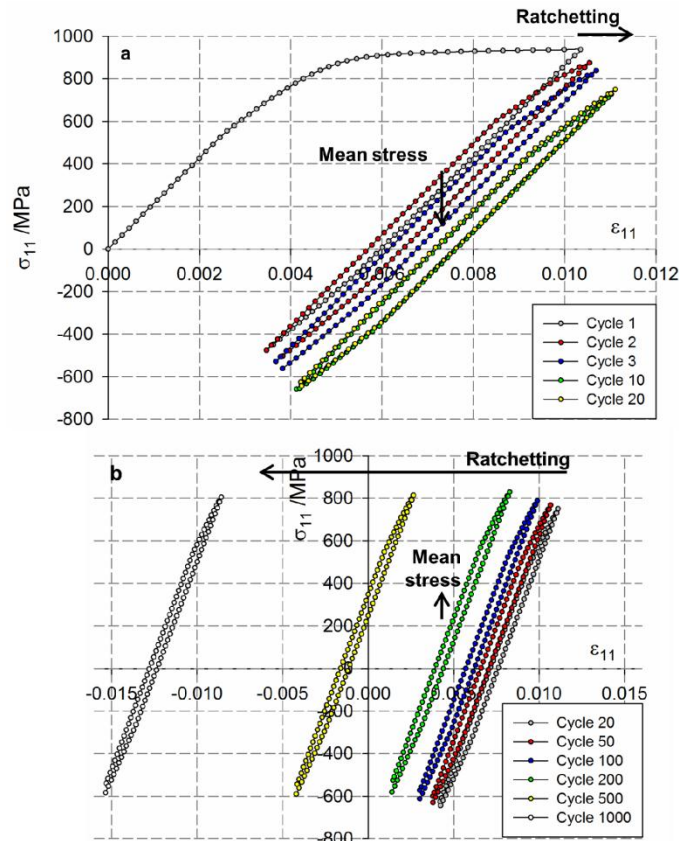 Ratchetting
a
1000
800
600
400
200
0
-200
-400
-600
-800
σ11 /MPa
Mean stress
ε11
0.000 0.002 0.004 0.006 0.008 0.010 0.012
Cycle 1
Cycle 2
Cycle 3
Cycle 10
Cycle 20
b
1000
800
600
400
200
-200
-400
-600
-800
σ11 /MPa
Ratchetting
Mean
stress
ε11
-0.015 -0.010 -0.005 0.000 0.010 0.015
Cycle 20
Cycle 50
Cycle 100
Cycle 200
Cycle 500
Cycle 1000